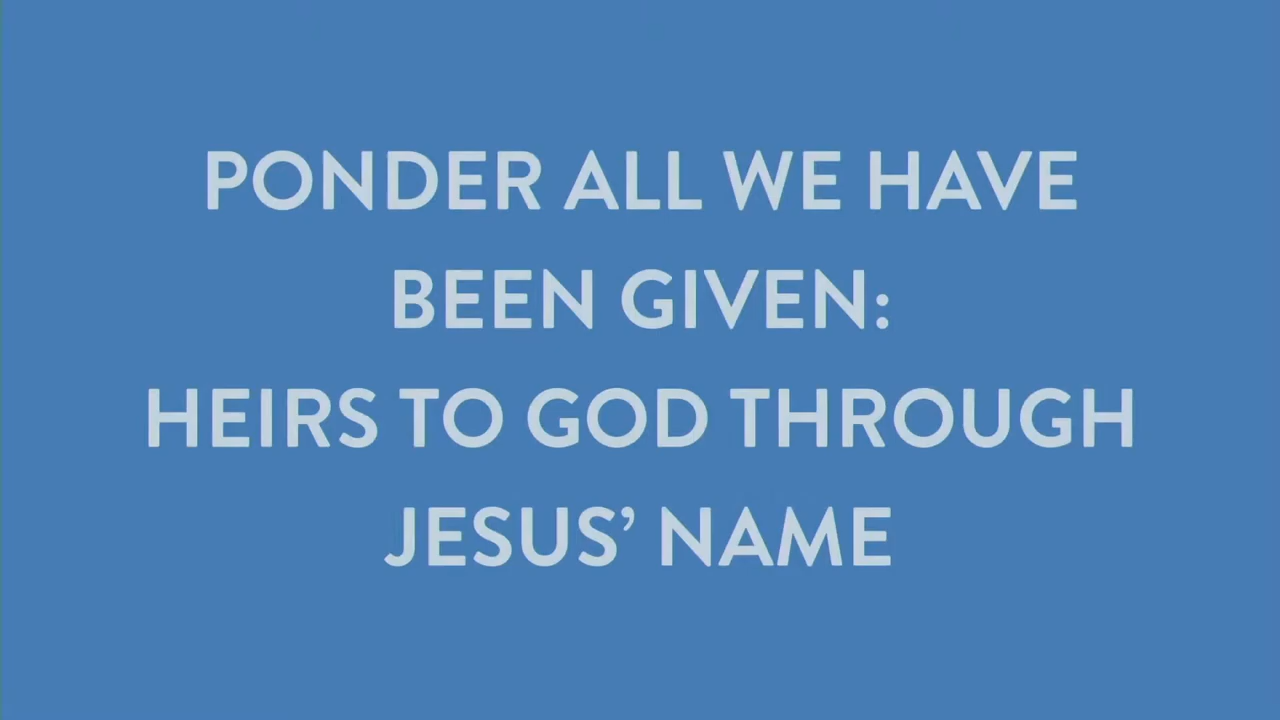 PONDER ALL WE HAVE
BEEN GIVEN:
HEIRS TO GOD THROUGH
JESUS’ NAME